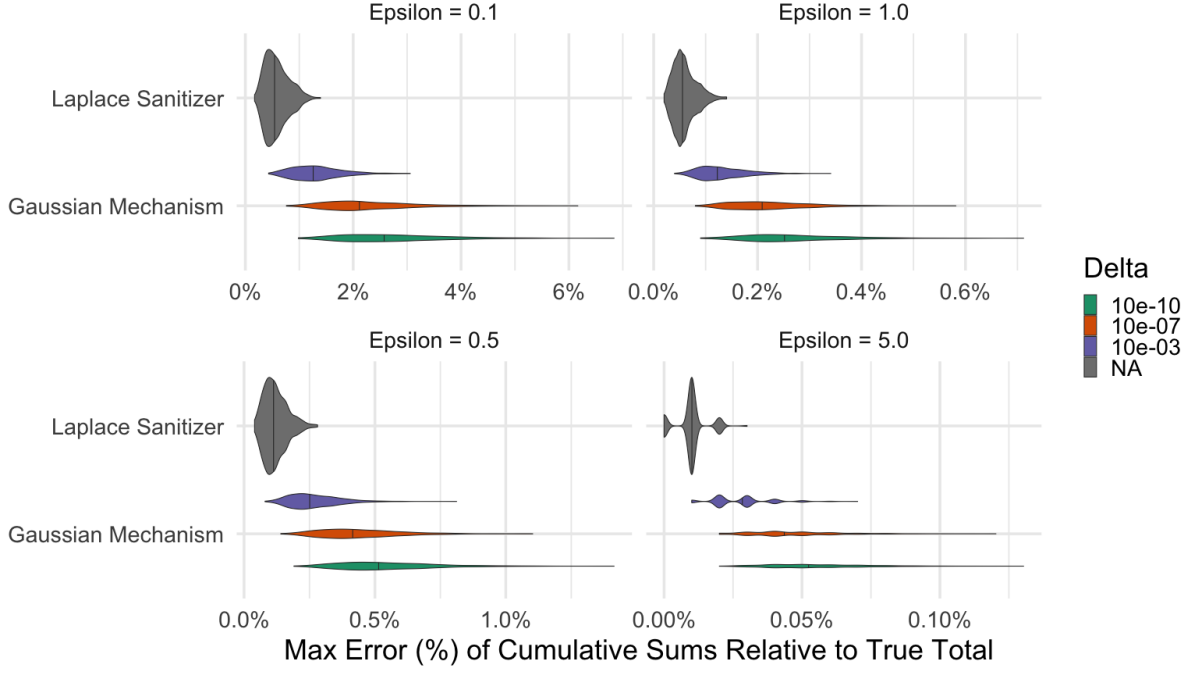 Epsilon = 0.1
Epsilon = 1.0
Laplace Sanitizer
Gaussian Mechanism
0% 2% 4% 6%
0.0% 0.2% 0.4% 0.6%
Epsilon = 0.5
Epsilon = 5.0
Laplace Sanitizer
Gaussian Mechanism
0.0% 0.5% 1.0%
0.00% 0.05% 0.10%
Max Error (%) of Cumulative Sums Relative to True Total
Delta
10e-10
10e-07
10e-03
NA